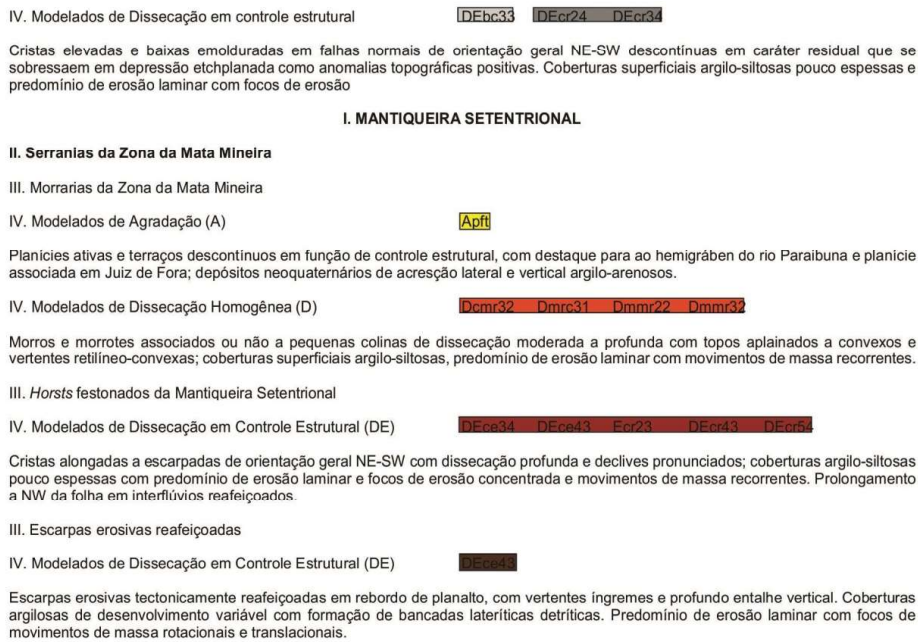 IV. Modelados de Dissecação em controle estrutural DEbc33 DEcr24 DEcr34
Cristas elevadas e baixas emolduradas em falhas normais de orientação geral NE-SW descontínuas em caráter residual que se
sobressaem em depressão etchplanada como anomalias topográficas positivas. Coberturas superficiais argilo-siltosas pouco espessas e
predomínio de erosão laminar com focos de erosão
I. MANTIQUEIRA SETENTRIONAL
II. Serranias da Zona da Mata Mineira
III. Morrarias da Zona da Mata Mineira
IV. Modelados de Agradação (A) Apft
Planícies ativas e terraços descontínuos em função de controle estrutural, com destaque para ao hemigráben do rio Paraibuna e planície
associada em Juiz de Fora; depósitos neoquaternários de acresção lateral e vertical argilo-arenosos.
IV. Modelados de Dissecação Homogênea (D) Dcmr32 Dmrc31 Dmmr22 Dmmr32
Morros e morrotes associados ou não a pequenas colinas de dissecação moderada a profunda com topos aplainados a convexos e
vertentes retilíneo-convexas; coberturas superficiais argilo-siltosas, predomínio de erosão laminar com movimentos de massa recorrentes.
III. Horsts festonados da Mantiqueira Setentrional
IV. Modelados de Dissecação em Controle Estrutural (DE) DEce34 DEce43 Ecr23 DEcr43 DEcr54
Cristas alongadas a escarpadas de orientação geral NE-SW com dissecação profunda e declives pronunciados; coberturas argilo-siltosas
pouco espessas com predomínio de erosão laminar e focos de erosão concentrada e movimentos de massa recorrentes. Prolongamento
a NW da folha em interflúvios reafeiçoados.
III. Escarpas erosivas reafeiçoadas
IV. Modelados de Dissecação em Controle Estrutural (DE) DEce43
Escarpas erosivas tectonicamente reafeiçoadas em rebordo de planalto, com vertentes íngremes e profundo entalhe vertical. Coberturas
argilosas de desenvolvimento variável com formação de bancadas lateríticas detríticas. Predomínio de erosão laminar com focos de
movimentos de massa rotacionais e translacionais.